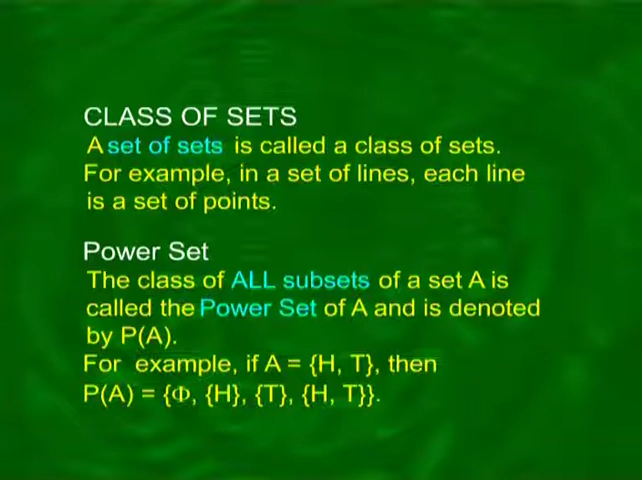 CLASS OF SETS
A set of sets is called a class of sets.
For example, in a set of lines, each line
is a set of points.
Power Set
The class of ALL subsets of a set A is
called the Power Set of A and is denoted
by P(A).
For example, if A = {H, T}, then
P(A) = {Φ, {H}, {T}, {H, T}}.